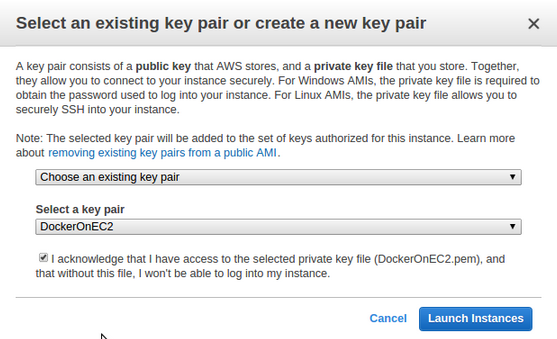 Select an existing key pair or create a new key pair
A key pair consists of a public key that AWS stores, and a private key file that you store. Together,
they allow you to connect to your instance securely. For Windows AMIs, the private key file is required to
obtain the password used to log into your instance. For Linux AMIs, the private key file allows you to
securely SSH into your instance.
Note: The selected key pair will be added to the set of keys authorized for this instance. Learn more
about removing existing key pairs from a public AMI.
Choose an existing key pair
Select a key pair
DockerOnEC2
I acknowledge that I have access to the selected private key file (DockerOnEC2.pem), and
that without this file, I won't be able to log into my instance.
Cancel Launch Instances